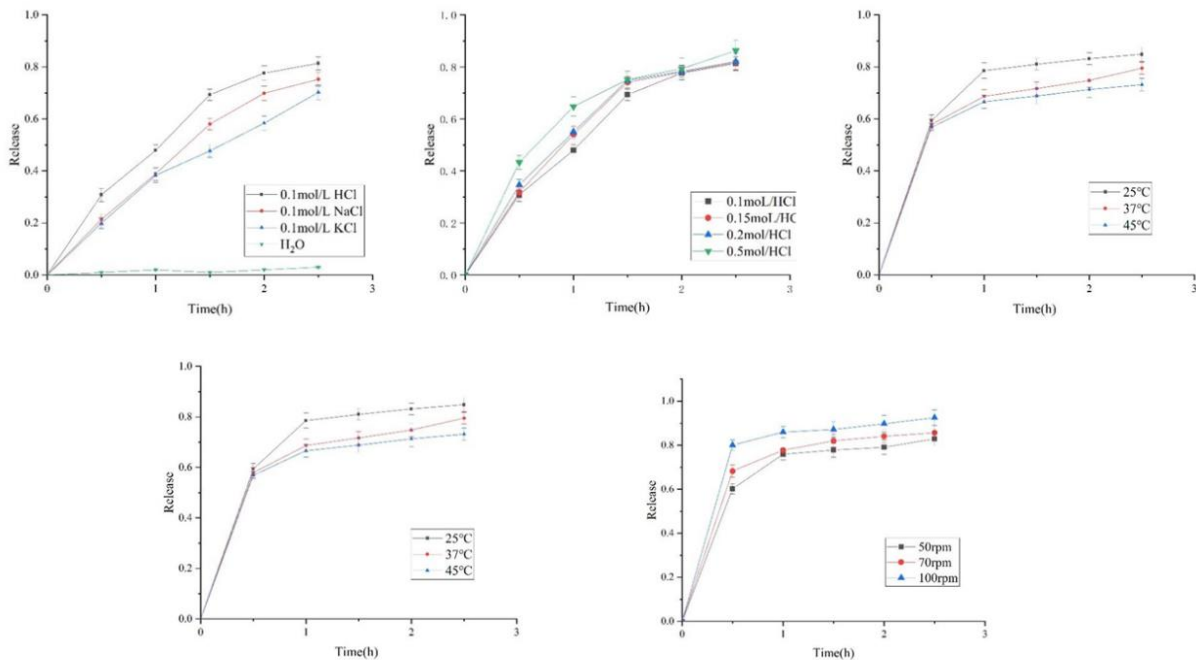 1.0
0.8
0.6
0.4
0.2
0.0
Release
0
1
2
3
Time(h)
0.1mol/L HCl
0.1mol/L NaCl
0.1mol/L KCl
H₂O
1.0
0.8
0.6
0.4
0.2
0.0
Release
0
1
2
3
Time(h)
0.1moL/HCl
0.15moL/HC
0.2mol/HCl
0.5mol/HCl
1.0
0.8
0.6
0.4
0.2
0.0
Release
0
1
2
3
Time(h)
25°C
37°C
45°C
1.0
0.8
0.6
0.4
0.2
0.0
Release
0
1
2
3
Time(h)
25°C
37°C
45°C
1.0
0.8
0.6
0.4
0.2
0.0
Release
0
1
2
3
Time(h)
50rpm
70rpm
100rpm